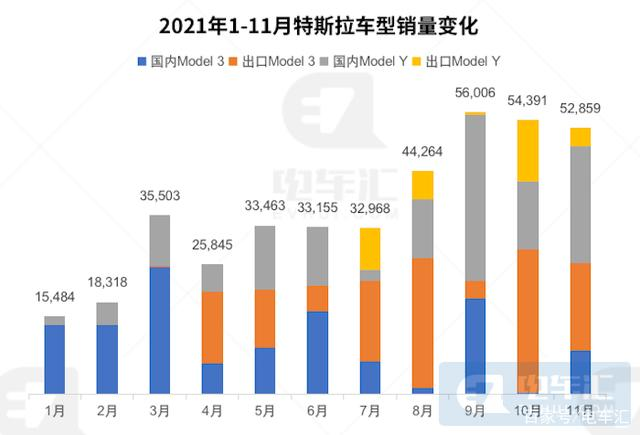 2021年1-11月特斯拉车型销量变化
国内Model 3 出口Model 3 国内Model Y 出口Model Y
56,006
54,391
52,859
44,264
35,503
33,463
33,155
32,968
25,845
18,318
15,484
电车汇
电车汇
1月 2月 3月 4月 5月 6月 7月 8月 9月 10月 11月
百家号/电车汇